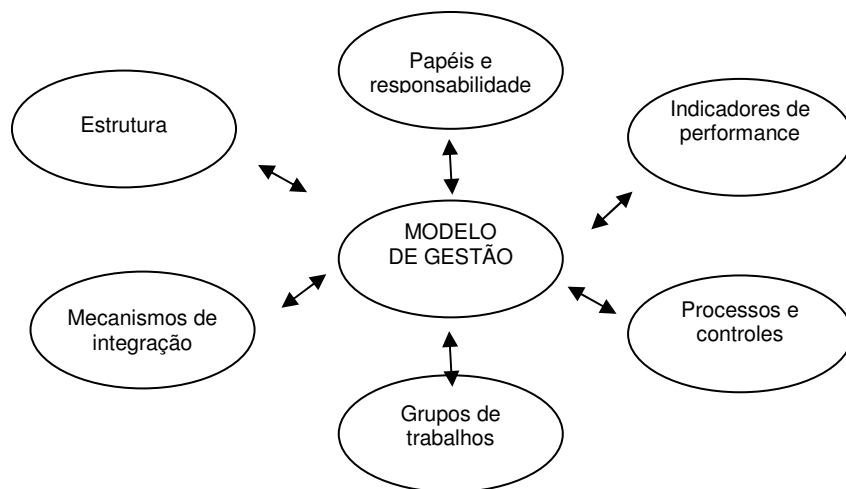 Papéis e
responsabilidade
Estrutura
Indicadores de
performance
MODELO
DE GESTÃO
Mecanismos de
integração
Processos e
controles
Grupos de
trabalhos